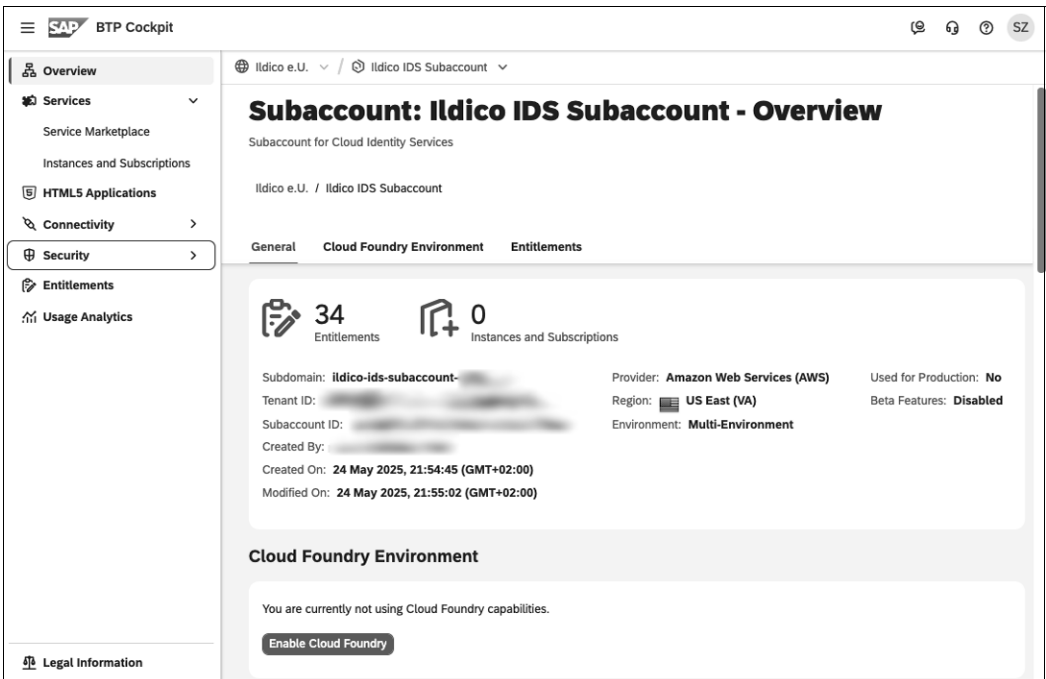 SAP BTP Cockpit SZ
Overview
Services
Service Marketplace
Instances and Subscriptions
HTML5 Applications
Connectivity
Security
Entitlements
Usage Analytics
Legal Information
Ildico e.U. / Ildico IDS Subaccount
Subaccount: Ildico IDS Subaccount - Overview
Subaccount for Cloud Identity Services
Ildico e.U. / Ildico IDS Subaccount
General Cloud Foundry Environment Entitlements
34 Entitlements
0 Instances and Subscriptions
Subdomain: ildico-ids-subaccount-
Tenant ID:
Subaccount ID:
Created By:
Created On: 24 May 2025, 21:54:45 (GMT+02:00)
Modified On: 24 May 2025, 21:55:02 (GMT+02:00)
Provider: Amazon Web Services (AWS)
Region: US East (VA)
Environment: Multi-Environment
Used for Production: No
Beta Features: Disabled
Cloud Foundry Environment
You are currently not using Cloud Foundry capabilities.
Enable Cloud Foundry